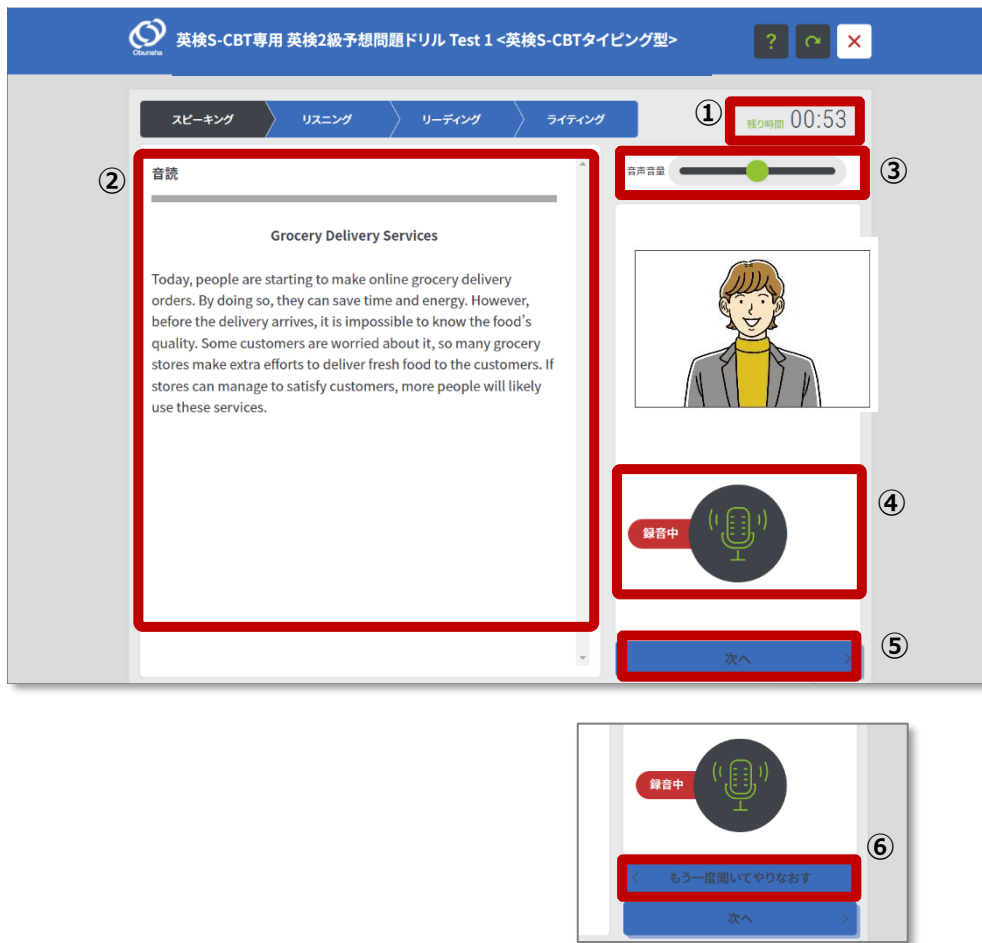 Obunsha
英検S-CBT専用 英検2級予想問題ドリル Test 1 <英検S-CBTタイピング型>
?
×
スピーキング
リスニング
リーディング
ライティング
①
残り時間 00:53
②
音読
③
音声音量
Grocery Delivery Services
Today, people are starting to make online grocery delivery
orders. By doing so, they can save time and energy. However,
before the delivery arrives, it is impossible to know the food's
quality. Some customers are worried about it, so many grocery
stores make extra efforts to deliver fresh food to the customers. If
stores can manage to satisfy customers, more people will likely
use these services.
④
録音中
⑤
次へ
録音中
⑥
もう一度聞いてやりなおす
次へ